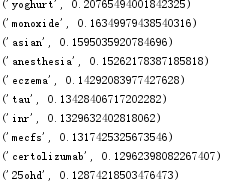 ('yoghurt', 0.20765494001842325)
('monoxide', 0.16349979438540316)
('asian', 0.1595035920784696)
('anesthesia', 0.15262178387185818)
('eczema', 0.14292083977427628)
('tau', 0.13428406717202282)
('inr', 0.1329632402818062)
('mecfs', 0.1317425325673546)
('certolizumab', 0.12962398082267407)
('25ohd', 0.12874218503476473)